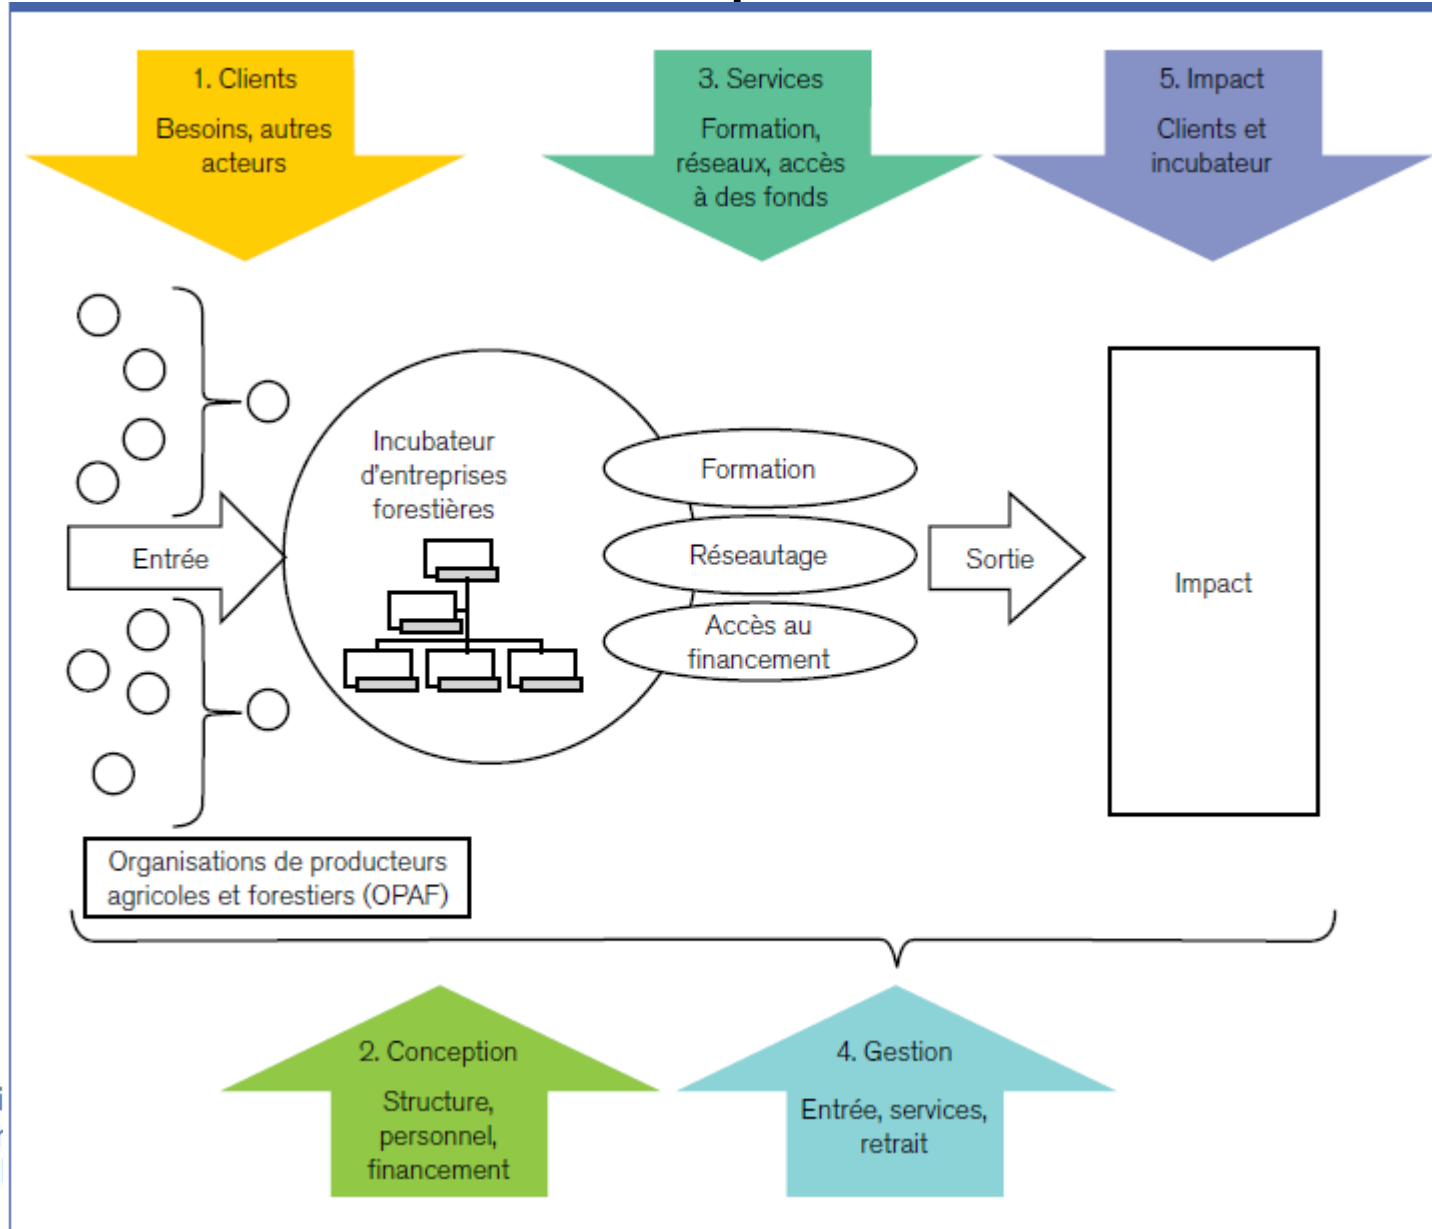 1. Clients
Besoins, autres
acteurs
3. Services
Formation,
réseaux, accès
à des fonds
5. Impact
Clients et
incubateur
Incubateur
d'entreprises
forestières
Entrée
Formation
Réseautage
Accès au
financement
Sortie
Impact
Organisations de producteurs
agricoles et forestiers (OPAF)
2. Conception
Structure,
personnel,
financement
4. Gestion
Entrée, services,
retrait